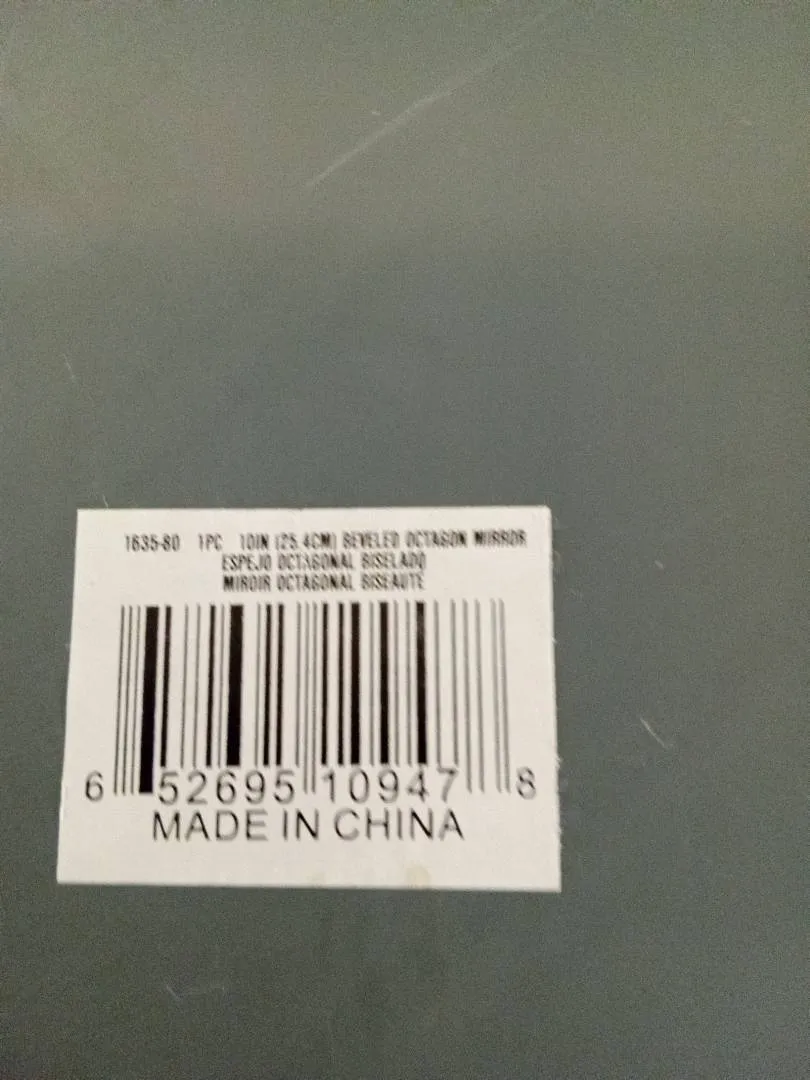 1635-80 1PC 10IN (25.4CM) BEVELED OCTAGON MIRROR
ESPEJO OCTAGONAL BISELADO
MIROIR OCTAGONAL BISEAUTE
6 52695 10947 8
MADE IN CHINA